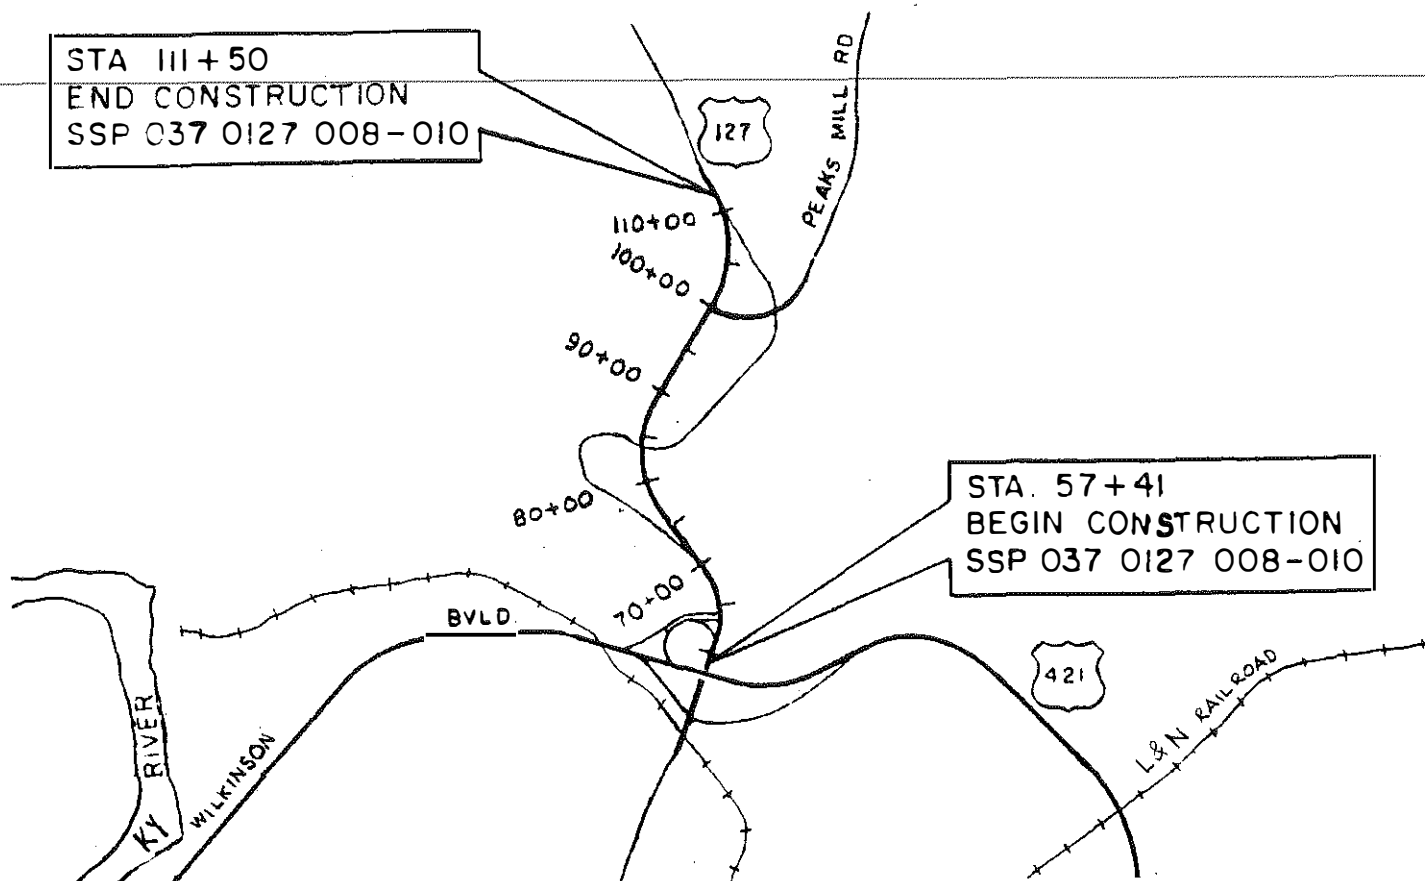 STA 111+50
END CONSTRUCTION
SSP 037 0127 008-010
127
PEAKS MILL RD
110+00
100+00
90+00
80+00
70+00
STA. 57+41
BEGIN CONSTRUCTION
SSP 037 0127 008-010
BVLD.
WILKINSON
KY RIVER
421
L&N RAILROAD